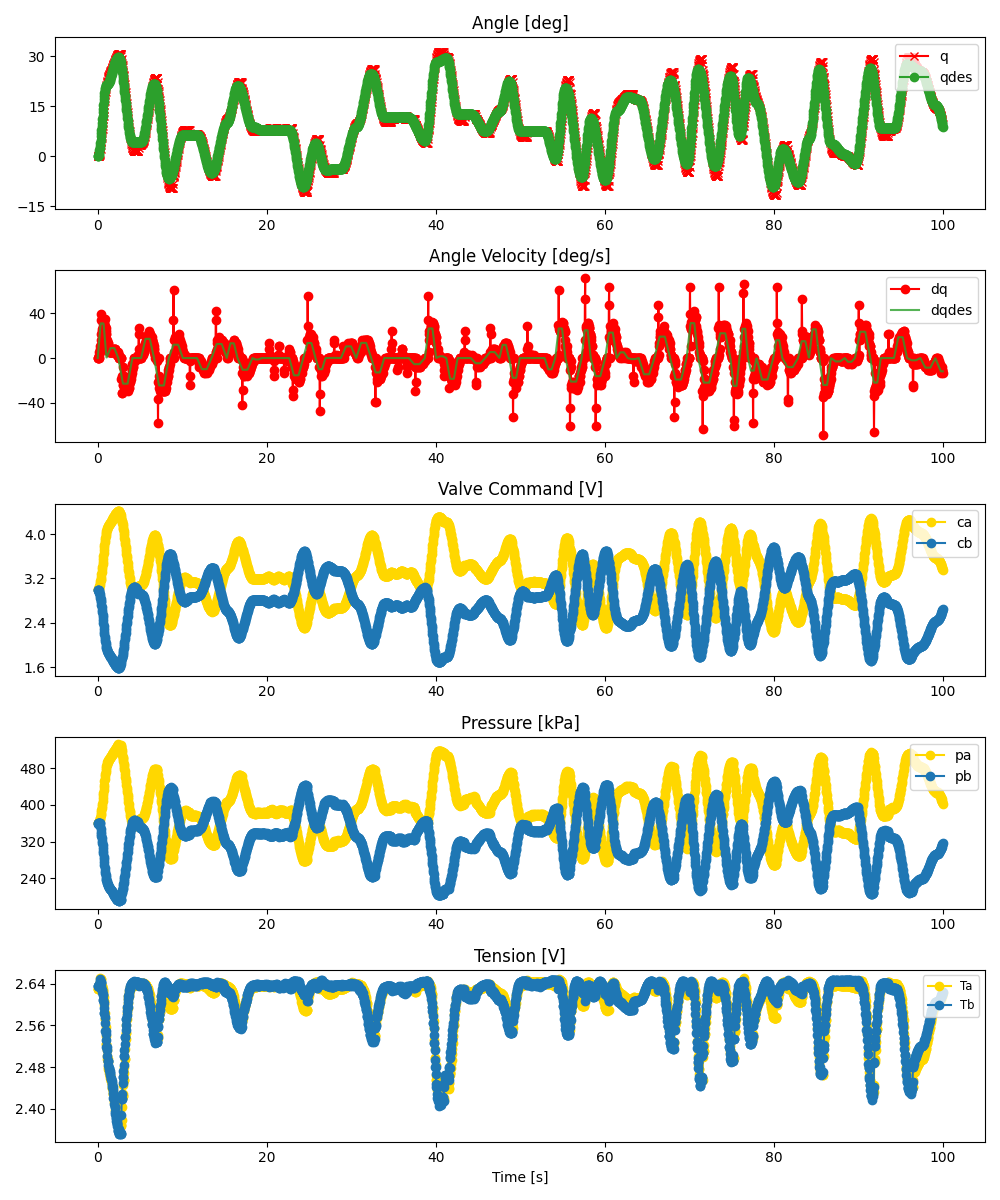 Angle [deg]
30
15
0
−15
q
qdes
0 20 40 60 80 100
Angle Velocity [deg/s]
40
0
−40
dq
dqdes
0 20 40 60 80 100
Valve Command [V]
4.0
3.2
2.4
1.6
ca
cb
0 20 40 60 80 100
Pressure [kPa]
480
400
320
240
pa
pb
0 20 40 60 80 100
Tension [V]
2.64
2.56
2.48
2.40
Ta
Tb
0 20 40 60 80 100
Time [s]